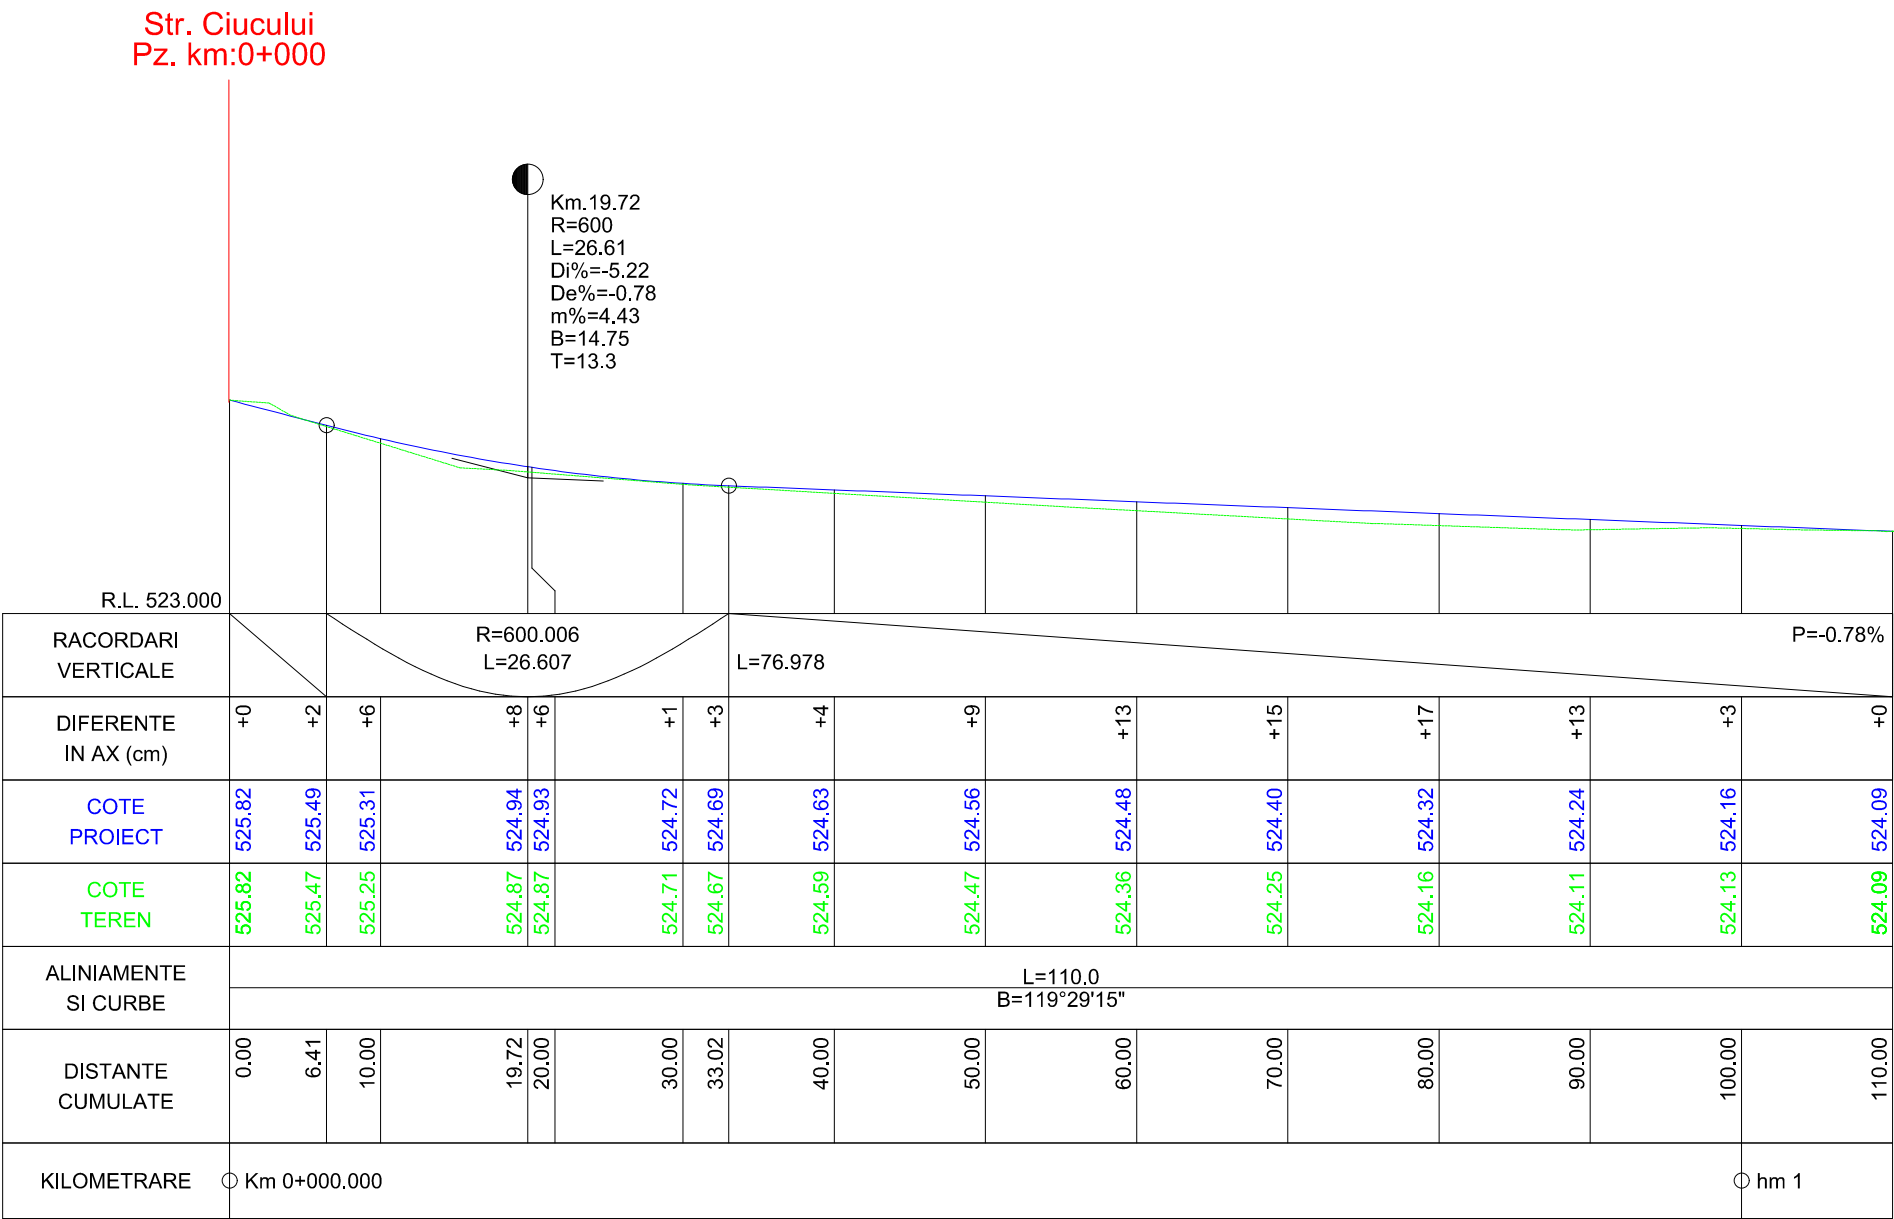 Str. Ciucului
Pz. km:0+000
Km.19.72
R=600
L=26.61
Di%=-5.22
De%=-0.78
m%=4.43
B=14.75
T=13.3
R.L. 523.000
RACORDARI
VERTICALE
R=600.006
L=26.607
L=76.978
P=-0.78%
DIFERENTE
IN AX (cm)
+0 +2 +6 +8 +6 +1 +3 +4 +9 +13 +15 +17 +13 +3 +0
COTE
PROIECT
525.82 525.49 525.31 524.94 524.93 524.72 524.69 524.63 524.56 524.48 524.40 524.32 524.24 524.16 524.09
COTE
TEREN
525.82 525.47 525.25 524.87 524.87 524.71 524.67 524.59 524.47 524.36 524.25 524.16 524.11 524.13 524.09
ALINIAMENTE
SI CURBE
L=110.0
B=119°29'15"
DISTANTE
CUMULATE
0.00 6.41 10.00 19.72 20.00 30.00 33.02 40.00 50.00 60.00 70.00 80.00 90.00 100.00 110.00
KILOMETRARE
Km 0+000.000
hm 1